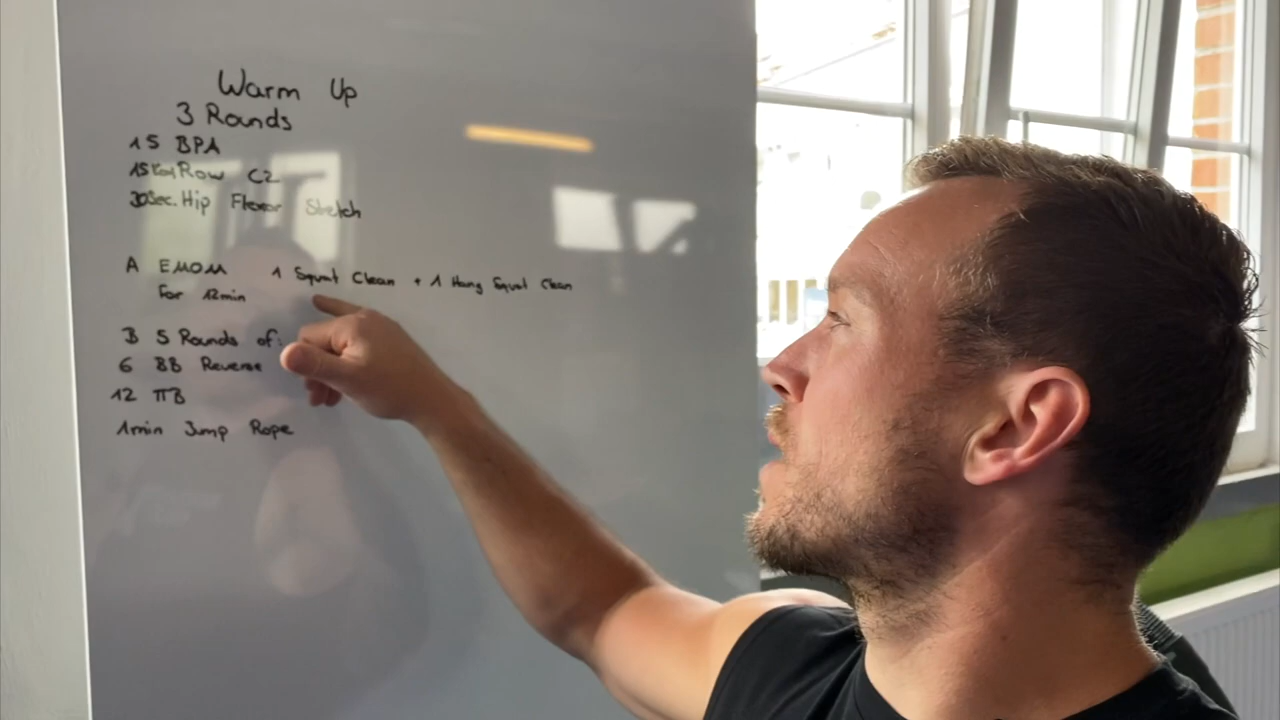 Warm Up
3 Rounds
15 BPA
Row C2
30Sec. Hip Flexor Stretch
A EMOM 1 Squat Clean + 1 Hang Squat Clean
For 12min
B 5 Rounds of:
6 BB Reverse
12 TTB
1min Jump Rope